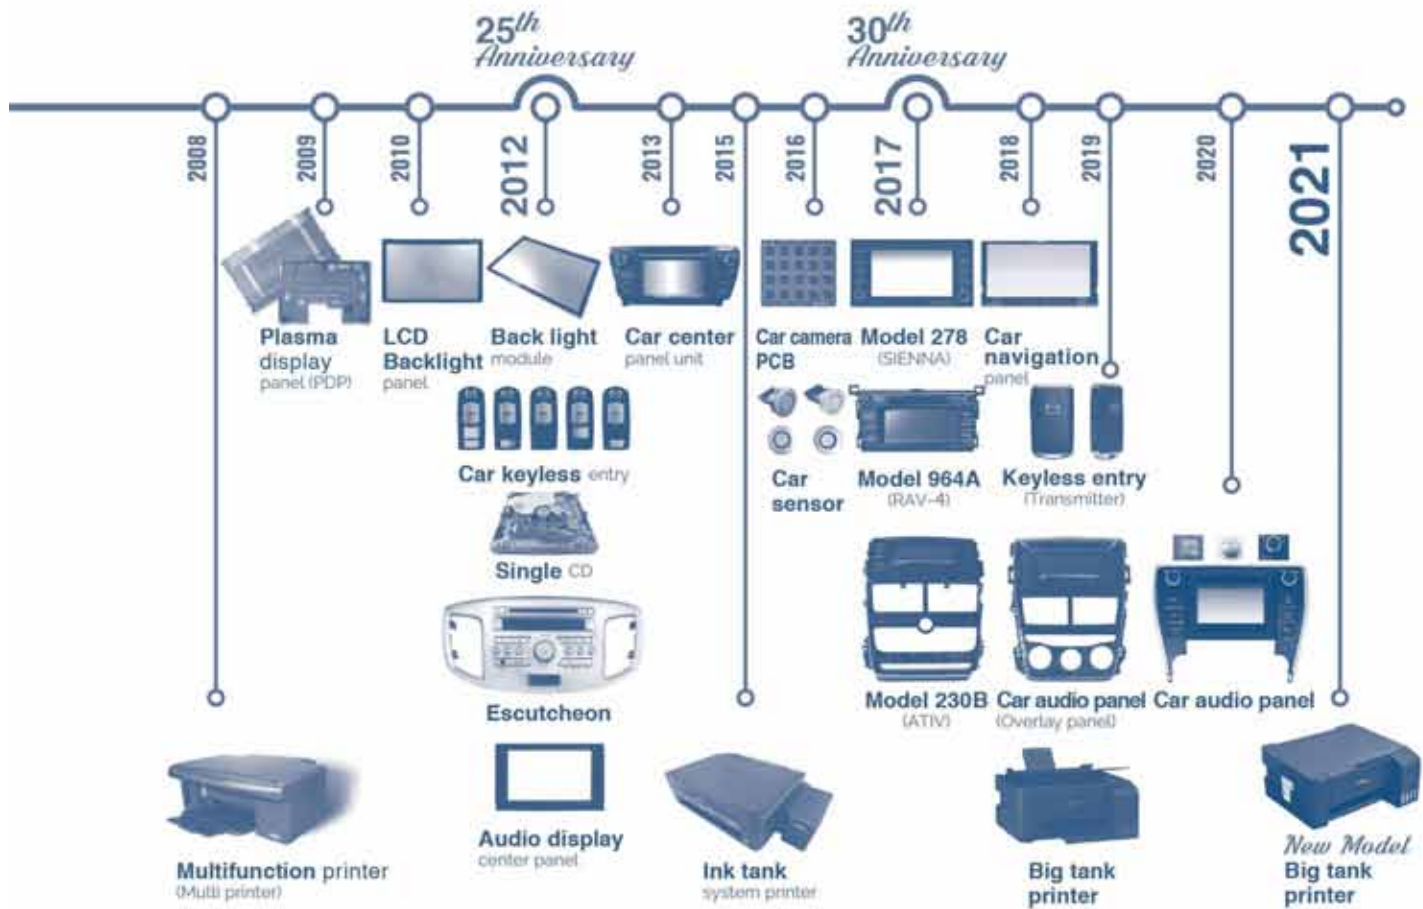 25th
Anniversary
30th
Anniversary
2008
2009
2010
2012
2013
2015
2016
2017
2018
2019
2020
2021
Plasma
display
panel (PDP)
LCD
Backlight
panel
Back light
module
Car center
panel unit
Car camera
PCB
Model 278
(SIENNA)
Car
navigation
panel
Car keyless entry
Car
sensor
Model 964A
(RAV-4)
Keyless entry
(Transmitter)
Single CD
Escutcheon
Model 230B
(ATIV)
Car audio panel
(Overlay panel)
Car audio panel
Multifunction printer
(Multi printer)
Audio display
center panel
Ink tank
system printer
Big tank
printer
New Model
Big tank
printer